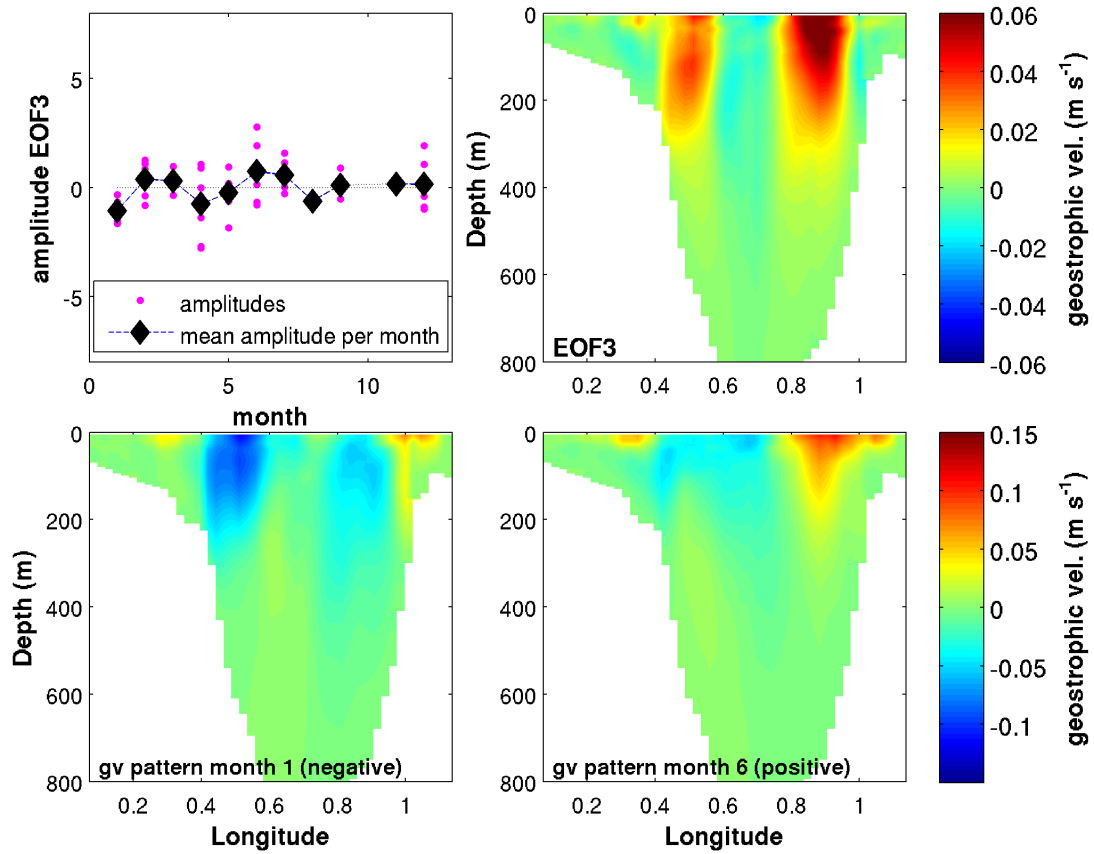 amplitude EOF3
5
0
-5
amplitudes
mean amplitude per month
0 5 10
month
Depth (m)
0
200
400
600
800
EOF3
0.2 0.4 0.6 0.8 1
0.06
0.04
0.02
0
-0.02
-0.04
-0.06
geostrophic vel. (m s-1)
Depth (m)
0
200
400
600
800
gv pattern month 1 (negative)
0.2 0.4 0.6 0.8 1
Longitude
0
200
400
600
800
gv pattern month 6 (positive)
0.2 0.4 0.6 0.8 1
Longitude
0.15
0.1
0.05
0
-0.05
-0.1
geostrophic vel. (m s-1)